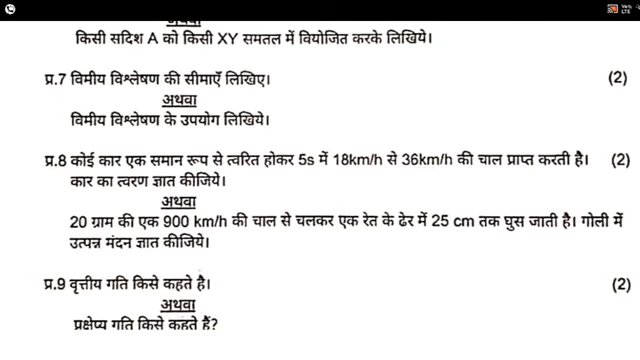 किसी सदिश A को किसी XY समतल में वियोजित करके लिखिये।
प्र.7 विमीय विश्लेषण की सीमाएँ लिखिए। (2)
अथवा
विमीय विश्लेषण के उपयोग लिखिये।
प्र.8 कोई कार एक समान रूप से त्वरित होकर 5s में 18km/h से 36km/h की चाल प्राप्त करती है। (2)
कार का त्वरण ज्ञात कीजिये।
अथवा
20 ग्राम की एक 900 km/h की चाल से चलकर एक रेत के ढेर में 25 cm तक घुस जाती है। गोली में
उत्पन्न मंदन ज्ञात कीजिये।
प्र.9 वृत्तीय गति किसे कहते है। (2)
अथवा
प्रक्षेप्य गति किसे कहते हैं?